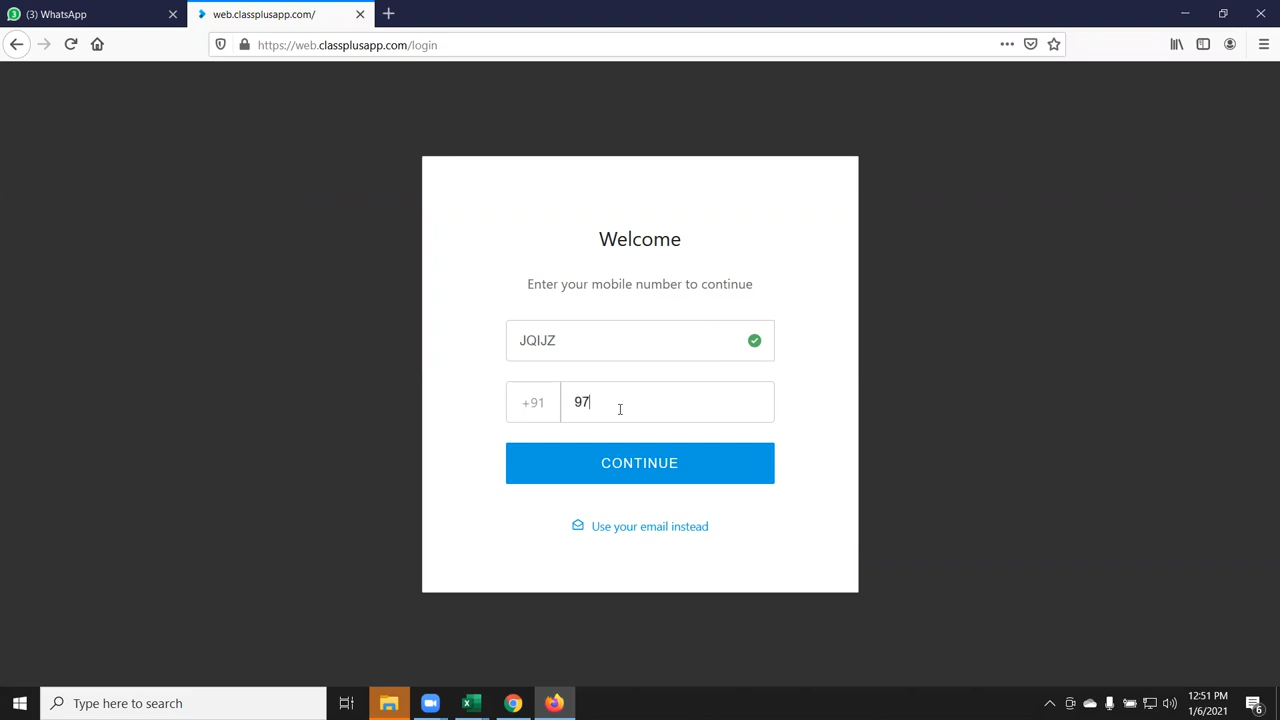 (3) WhatsApp
web.classplusapp.com/
https://web.classplusapp.com/login
Welcome
Enter your mobile number to continue
JQIJZ
+91 97
CONTINUE
Use your email instead
Type here to search
12:51 PM
1/6/2021
6